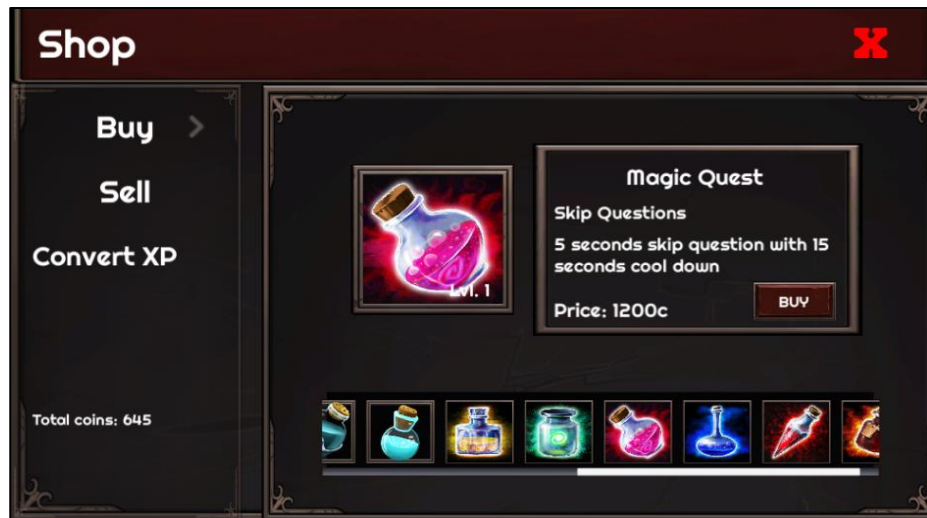 Shop
X
Buy >
Sell
Convert XP
Total coins: 645
Lvl. 1
Magic Quest
Skip Questions
5 seconds skip question with 15
seconds cool down
Price: 1200c
BUY